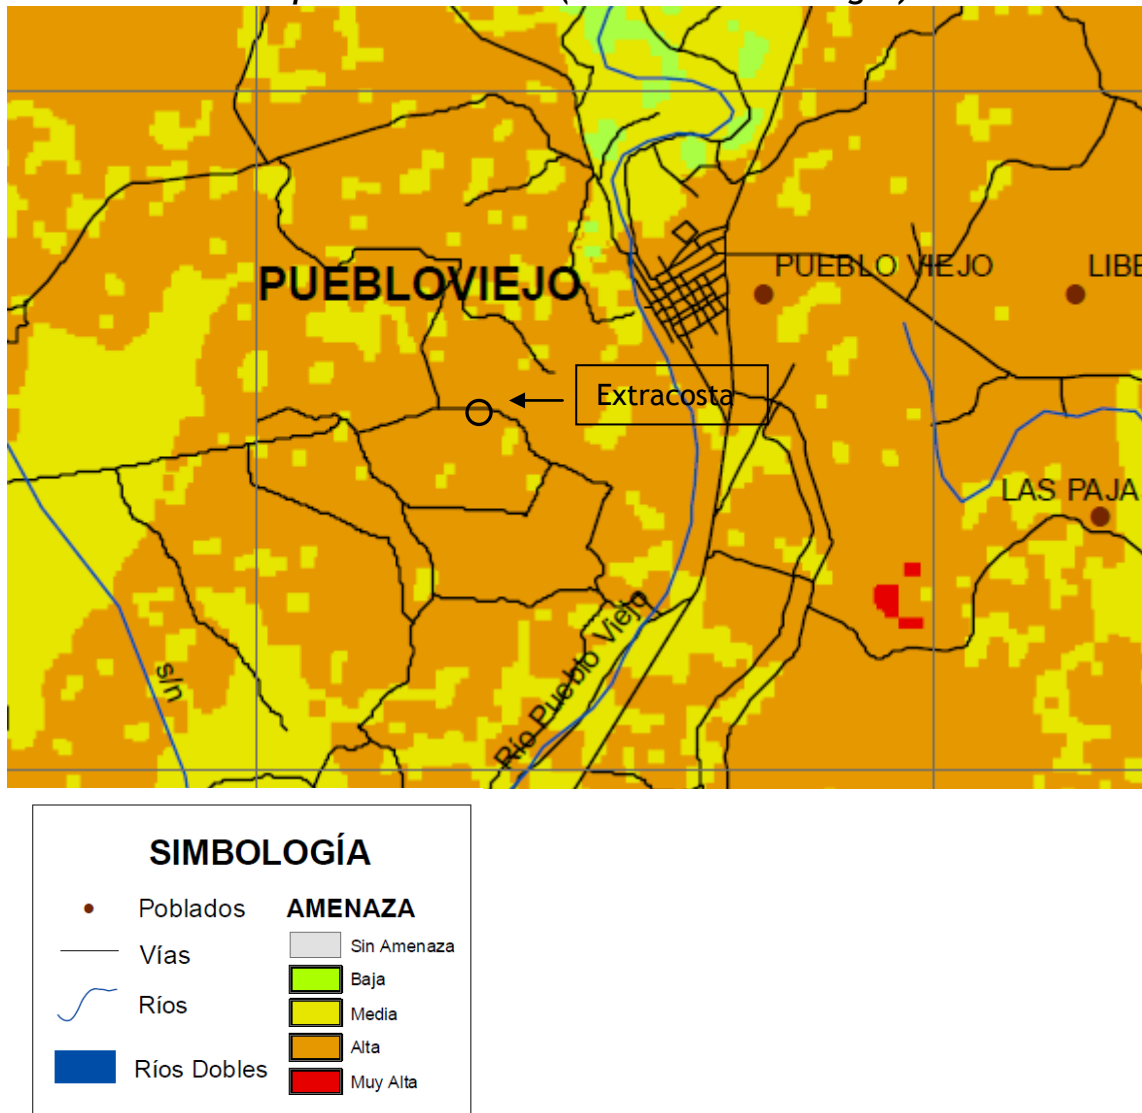 PUEBLO VIEJO
LIBE
PUEBLOVIEJO
Extracosta
LAS PAJA
Río Pueblo Viejo
s/n
SIMBOLOGÍA
Poblados
AMENAZA
Vías
Sin Amenaza
Baja
Ríos
Media
Alta
Ríos Dobles
Muy Alta